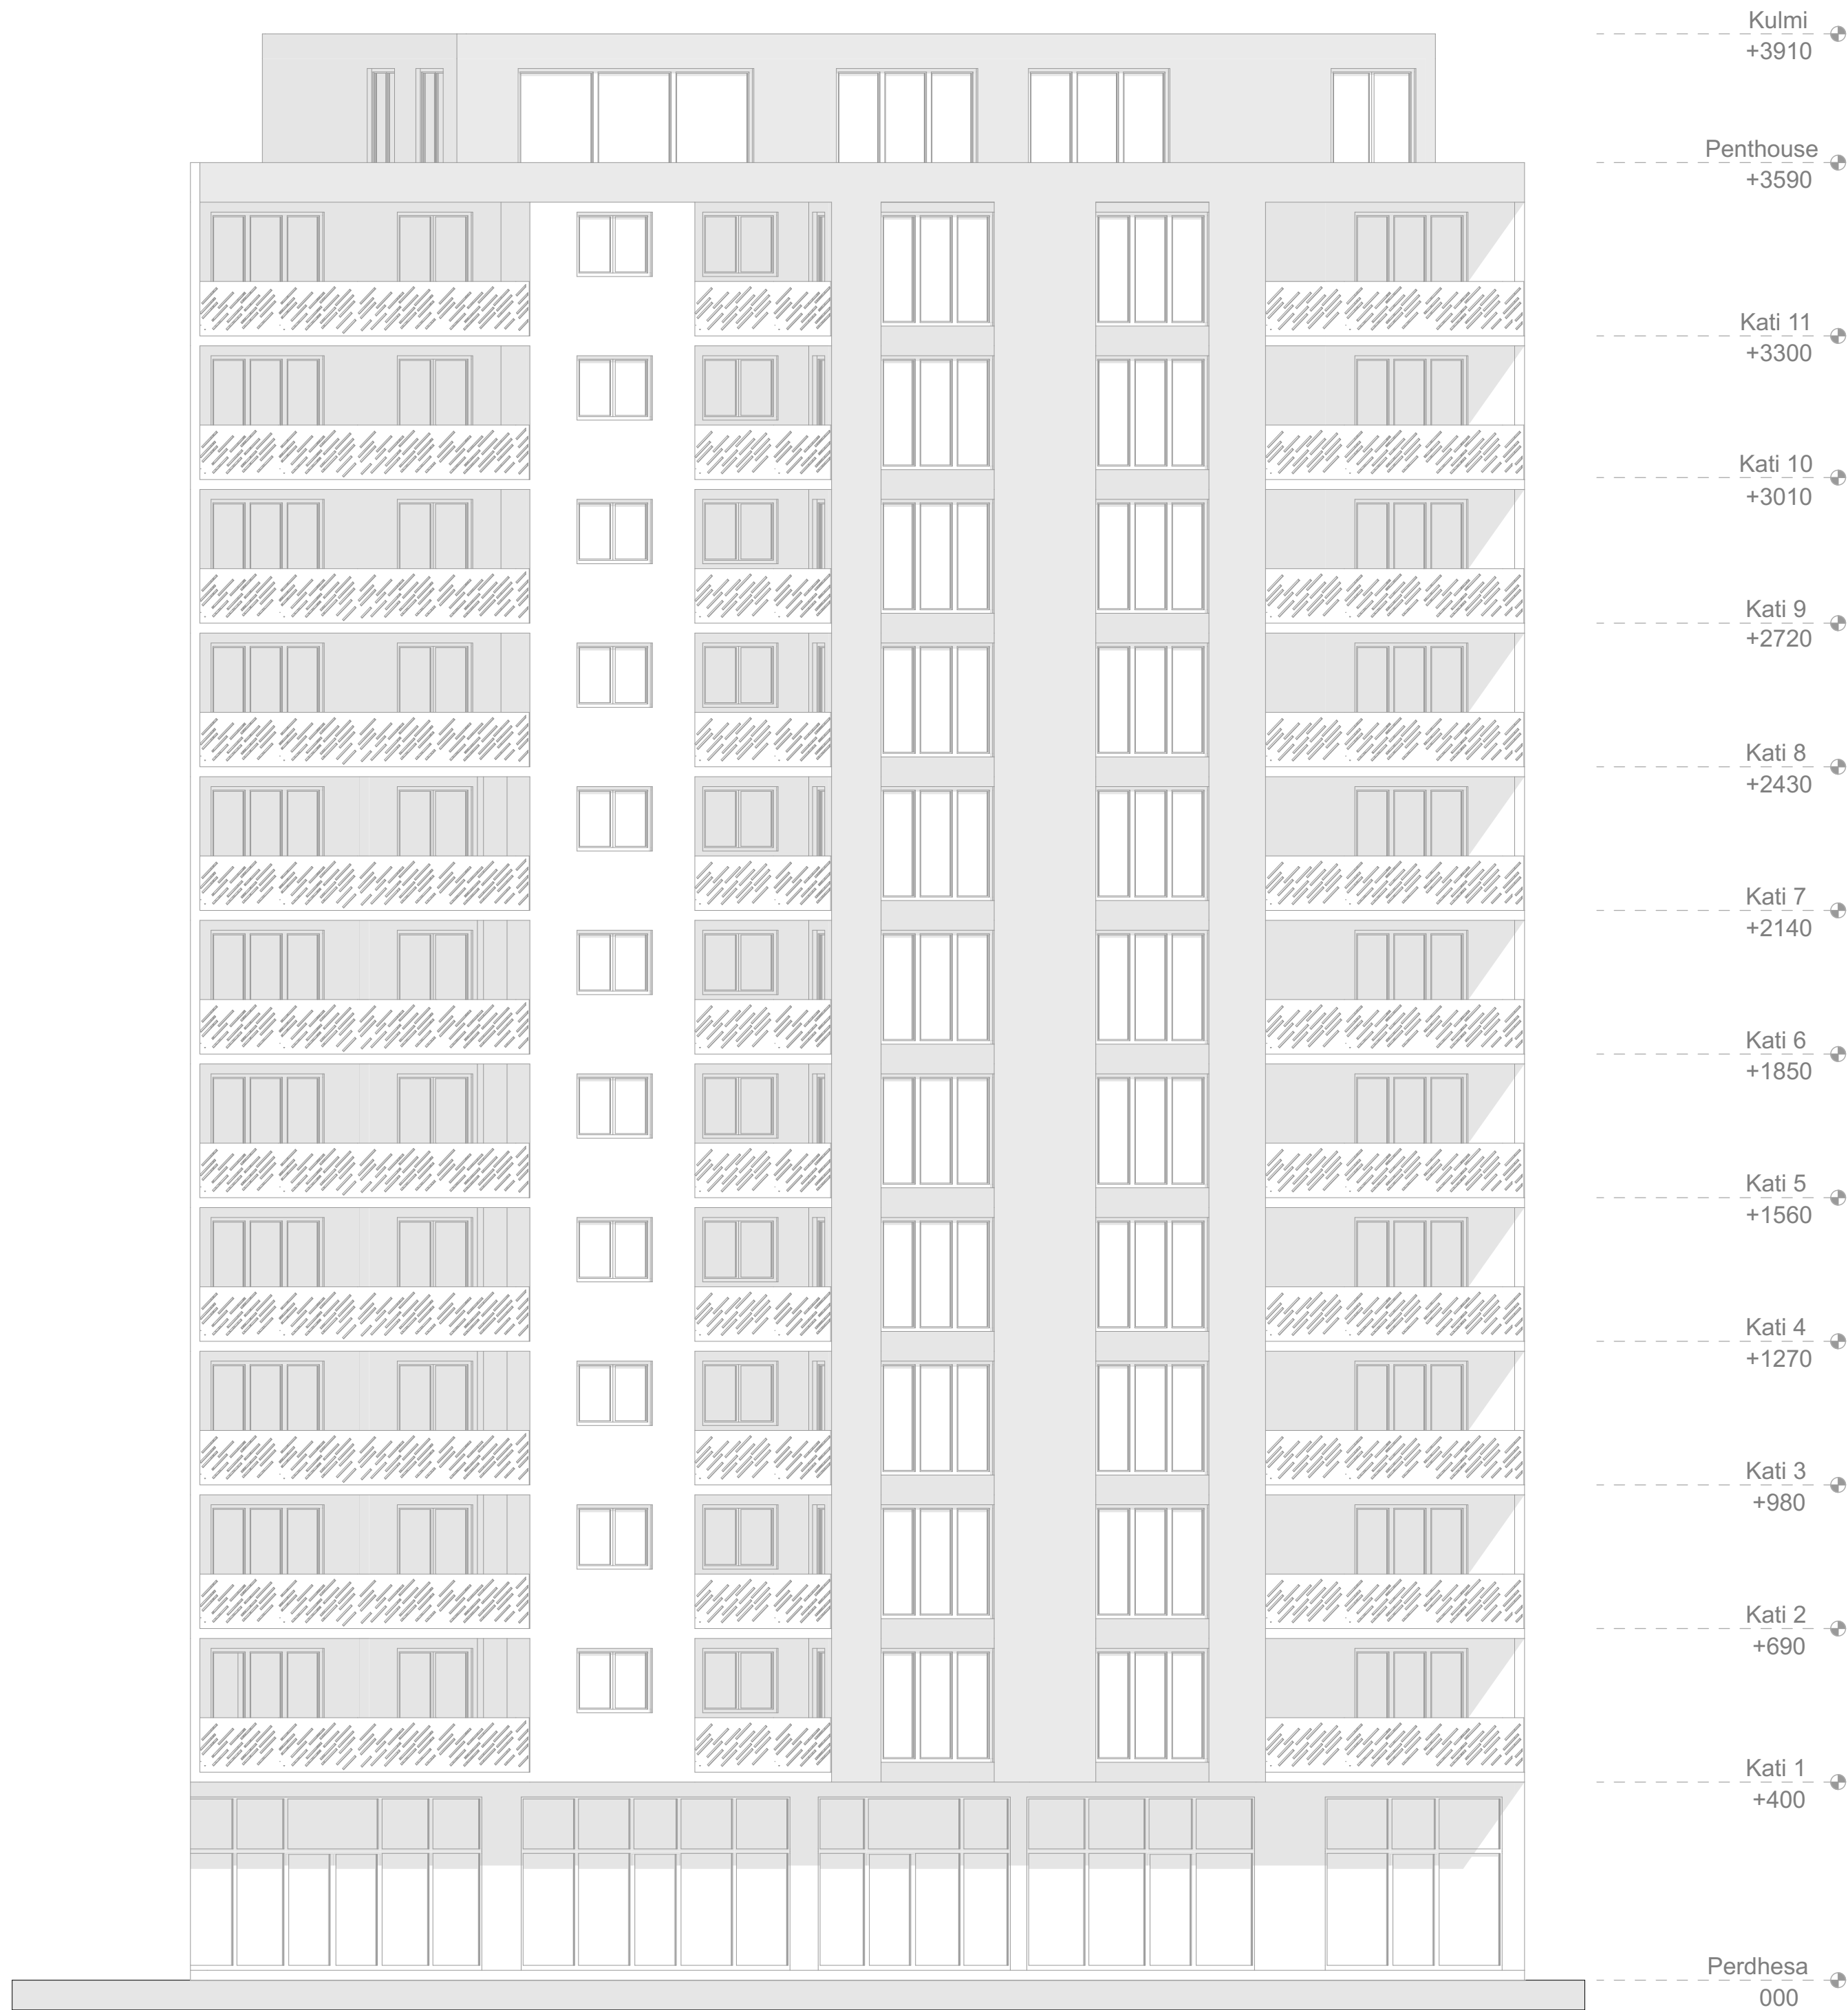 Kulmi
+3910
Penthouse
+3590
Kati 11
+3300
Kati 10
+3010
Kati 9
+2720
Kati 8
+2430
Kati 7
+2140
Kati 6
+1850
Kati 5
+1560
Kati 4
+1270
Kati 3
+980
Kati 2
+690
Kati 1
+400
Perdhesa
000